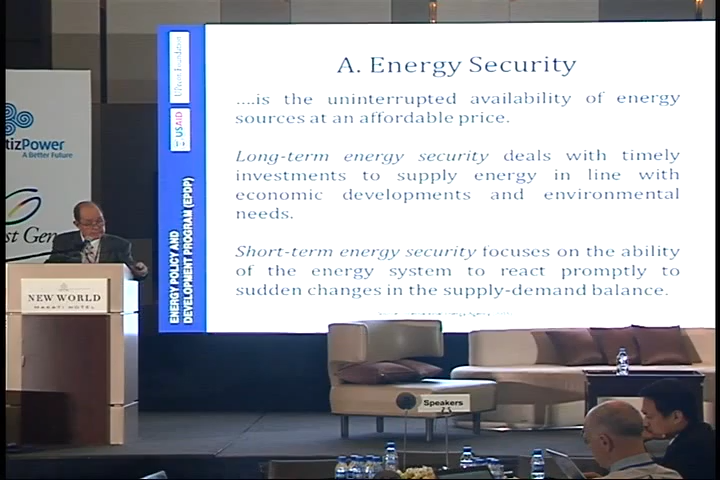 A. Energy Security
....is the uninterrupted availability of energy
sources at an affordable price.
Long-term energy security deals with timely
investments to supply energy in line with
economic developments and environmental
needs.
Short-term energy security focuses on the ability
of the energy system to react promptly to
sudden changes in the supply-demand balance.
USAID
ENERGY POLICY AND
DEVELOPMENT PROGRAM (EPDP)
tizPower
A Better Future
st Gen
NEW WORLD
MAKATI HOTEL
Speakers